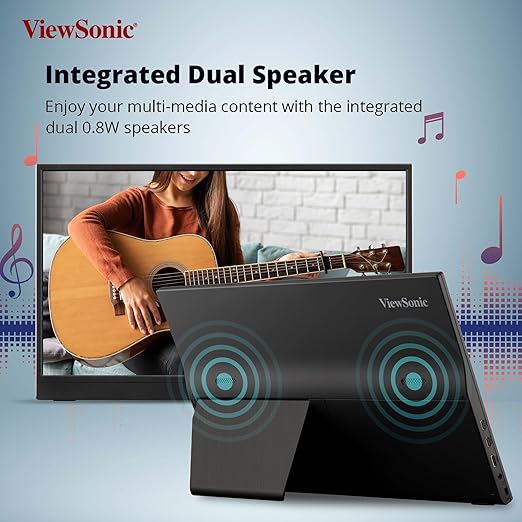 ViewSonic®
Integrated Dual Speaker
Enjoy your multi-media content with the integrated
dual 0.8W speakers
ViewSonic